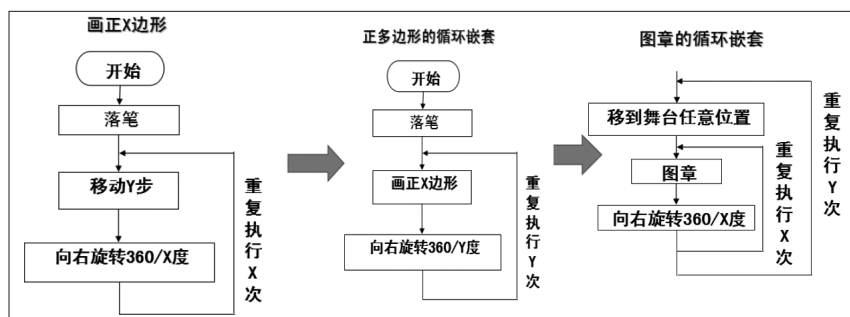 画正X边形
开始
落笔
移动Y步
向右旋转360/X度
重复执行X次
正多边形的循环嵌套
开始
落笔
画正X边形
向右旋转360/Y度
重复执行Y次
图章的循环嵌套
移到舞台任意位置
图章
向右旋转360/X度
重复执行X次
重复执行Y次